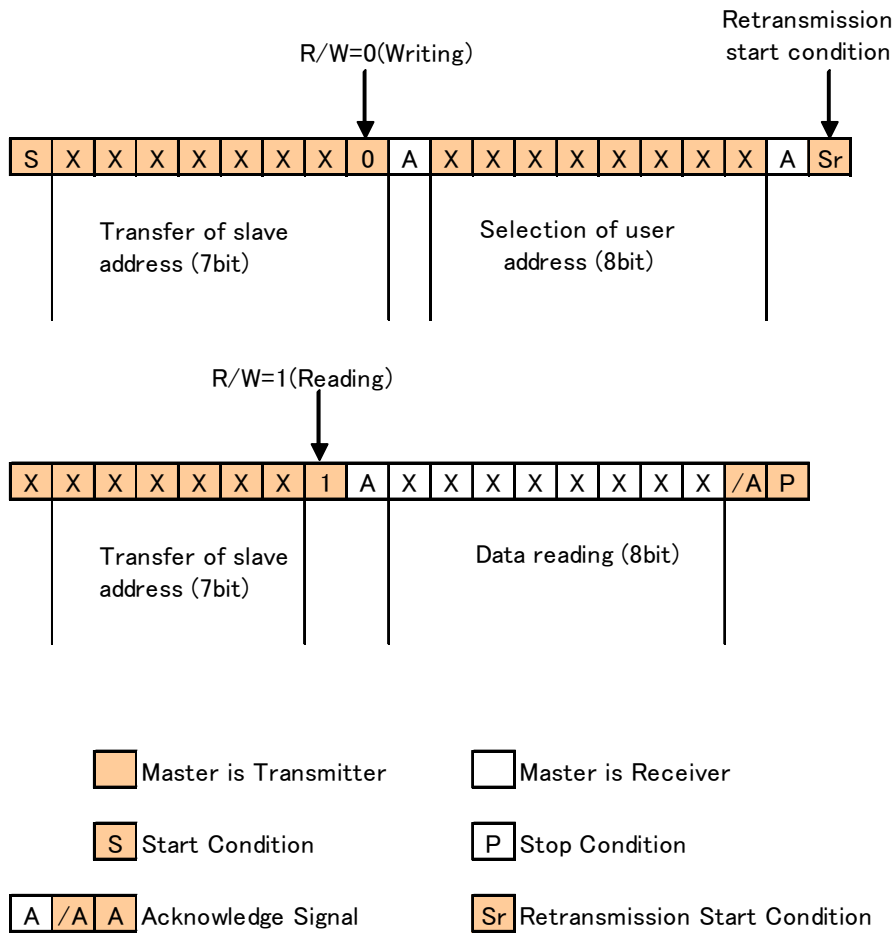 Retransmission
start condition
R/W=0(Writing)
S X X X X X X X 0 A X X X X X X X X A Sr
Transfer of slave
address (7bit)
Selection of user
address (8bit)
R/W=1(Reading)
X X X X X X X 1 A X X X X X X X X /A P
Transfer of slave
address (7bit)
Data reading (8bit)
Master is Transmitter
Master is Receiver
S Start Condition
P Stop Condition
A /A A Acknowledge Signal
Sr Retransmission Start Condition